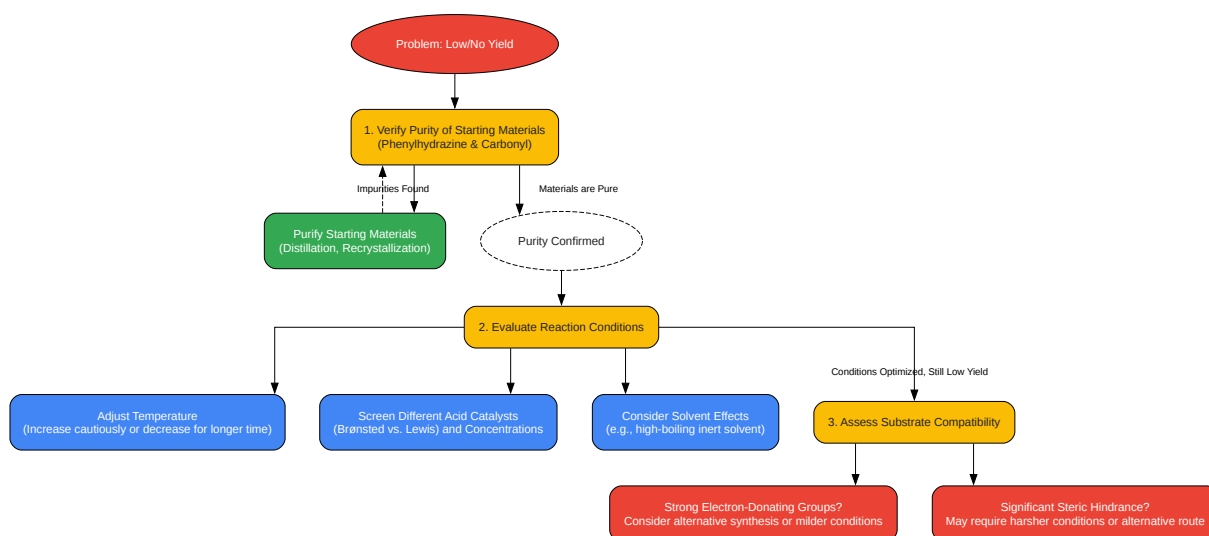 Problem: Low/No Yield
1. Verify Purity of Starting Materials
(Phenylhydrazine & Carbonyl)
Impurities Found
Materials are Pure
Purify Starting Materials
(Distillation, Recrystallization)
Purity Confirmed
2. Evaluate Reaction Conditions
Conditions Optimized, Still Low Yield
Adjust Temperature
(Increase cautiously or decrease for longer time)
Screen Different Acid Catalysts
(Brønsted vs. Lewis) and Concentrations
Consider Solvent Effects
(e.g., high-boiling inert solvent)
3. Assess Substrate Compatibility
Strong Electron-Donating Groups?
Consider alternative synthesis or milder conditions
Significant Steric Hindrance?
May require harsher conditions or alternative route